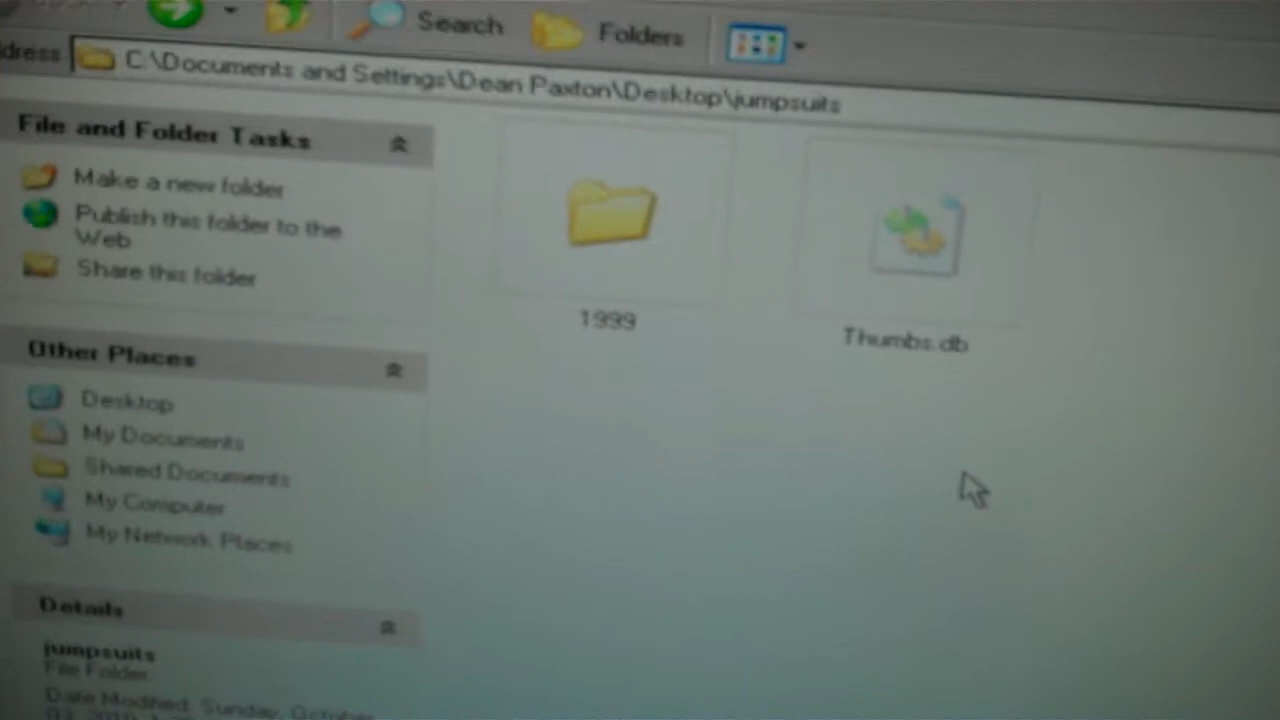 Search
Folders
dress
C:\Documents and Settings\Dean Paxton\Desktop\jumpsuits
File and Folder Tasks
Make a new folder
Publish this folder to the
Web
Share this folder
1999
Thumbs.db
Other Places
Desktop
My Documents
Shared Documents
My Computer
My Network Places
Details
jumpsuits
File Folder
Date Modified: Sunday, October